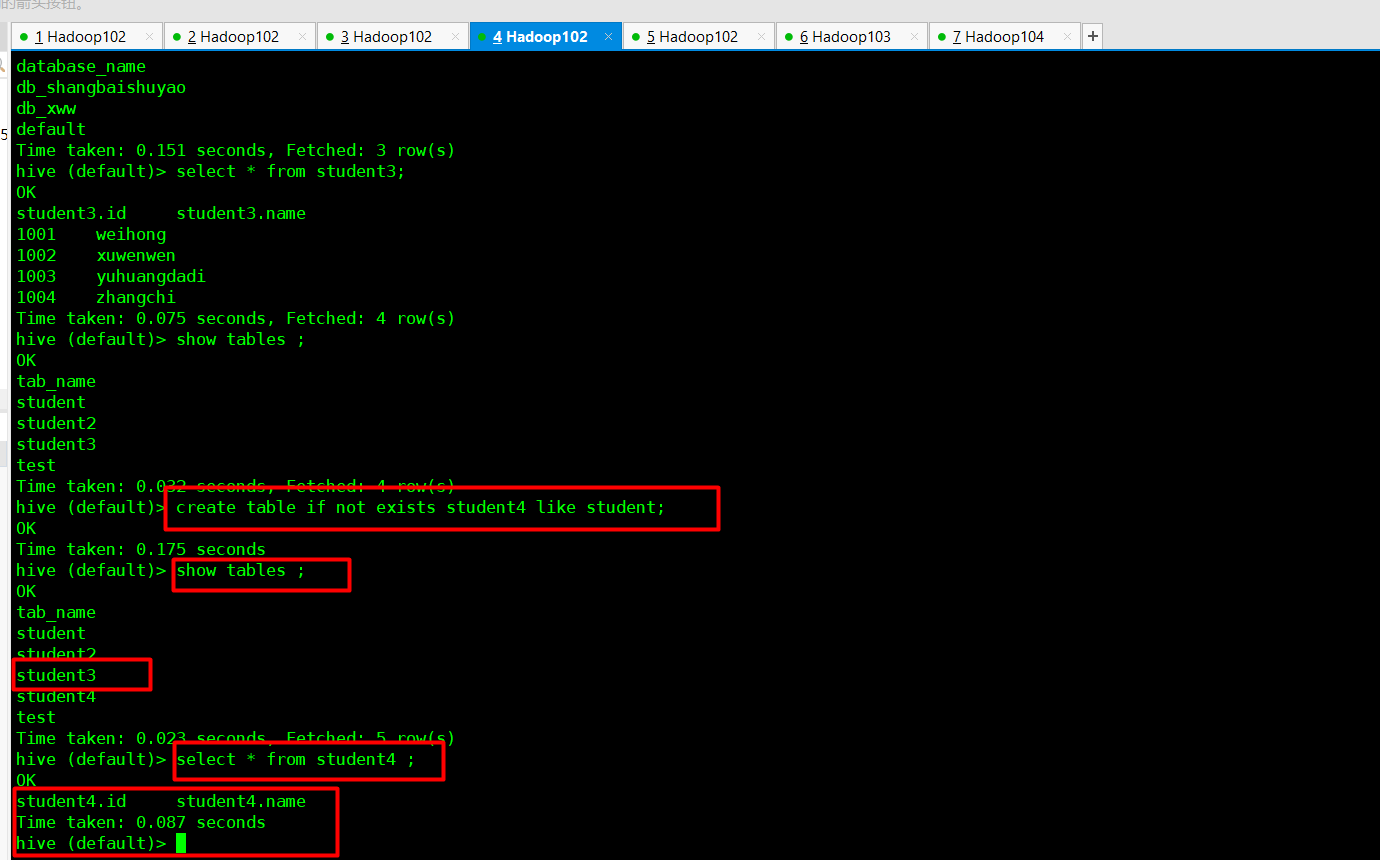 的箭头按钮。
1 Hadoop102 × 2 Hadoop102 × 3 Hadoop102 × 4 Hadoop102 × 5 Hadoop102 × 6 Hadoop103 × 7 Hadoop104 × +
5
database_name
db_shangbaishuyao
db_xww
default
Time taken: 0.151 seconds, Fetched: 3 row(s)
hive (default)> select * from student3;
OK
student3.id student3.name
1001 weihong
1002 xuwenwen
1003 yuhuangdadi
1004 zhangchi
Time taken: 0.075 seconds, Fetched: 4 row(s)
hive (default)> show tables ;
OK
tab_name
student
student2
student3
test
Time taken: 0.032 seconds, Fetched: 4 row(s)
hive (default)> create table if not exists student4 like student;
OK
Time taken: 0.175 seconds
hive (default)> show tables ;
OK
tab_name
student
student2
student3
student4
test
Time taken: 0.023 seconds, Fetched: 5 row(s)
hive (default)> select * from student4 ;
OK
student4.id student4.name
Time taken: 0.087 seconds
hive (default)>